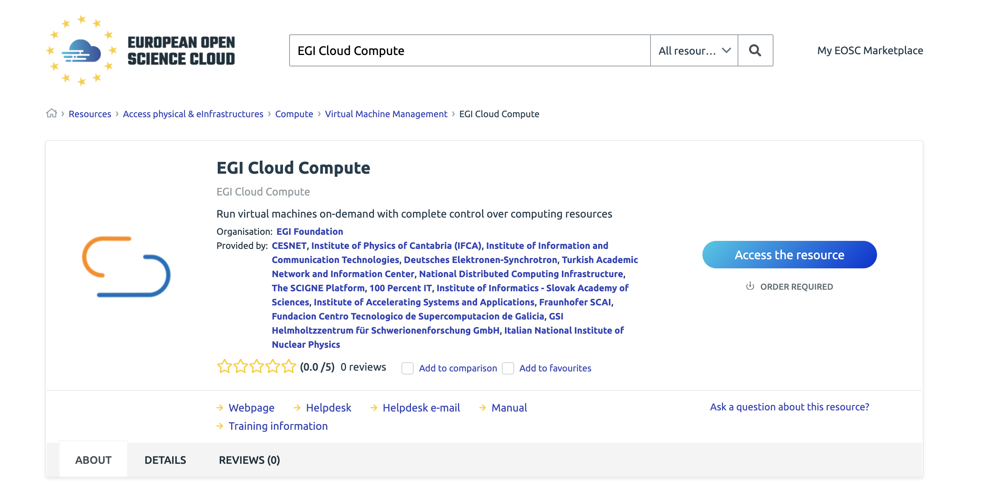 EUROPEAN OPEN
SCIENCE CLOUD
EGI Cloud Compute
All resour...
My EOSC Marketplace
Resources › Access physical & eInfrastructures › Compute › Virtual Machine Management › EGI Cloud Compute
EGI Cloud Compute
EGI Cloud Compute
Run virtual machines on-demand with complete control over computing resources
Organisation: EGI Foundation
Provided by: CESNET, Institute of Physics of Cantabria (IFCA), Institute of Information and
Communication Technologies, Deutsches Elektronen-Synchrotron, Turkish Academic
Network and Information Center, National Distributed Computing Infrastructure,
The SCIGNE Platform, 100 Percent IT, Institute of Informatics - Slovak Academy of
Sciences, Institute of Accelerating Systems and Applications, Fraunhofer SCAI,
Fundacion Centro Tecnologico de Supercomputacion de Galicia, GSI
Helmholtzzentrum für Schwerionenforschung GmbH, Italian National Institute of
Nuclear Physics
Access the resource
ORDER REQUIRED
(0.0 /5) 0 reviews Add to comparison Add to favourites
Webpage Helpdesk Helpdesk e-mail Manual
Training information
Ask a question about this resource?
ABOUT DETAILS REVIEWS (0)